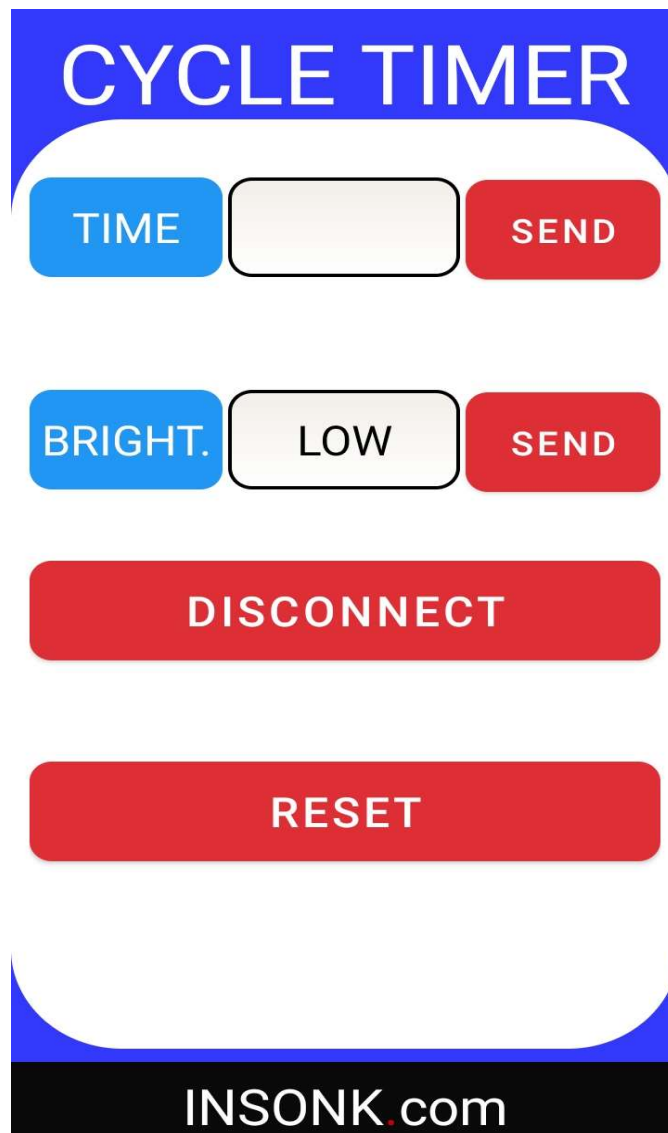 CYCLE TIMER
TIME SEND
BRIGHT. LOW SEND
DISCONNECT
RESET
INSONK.com